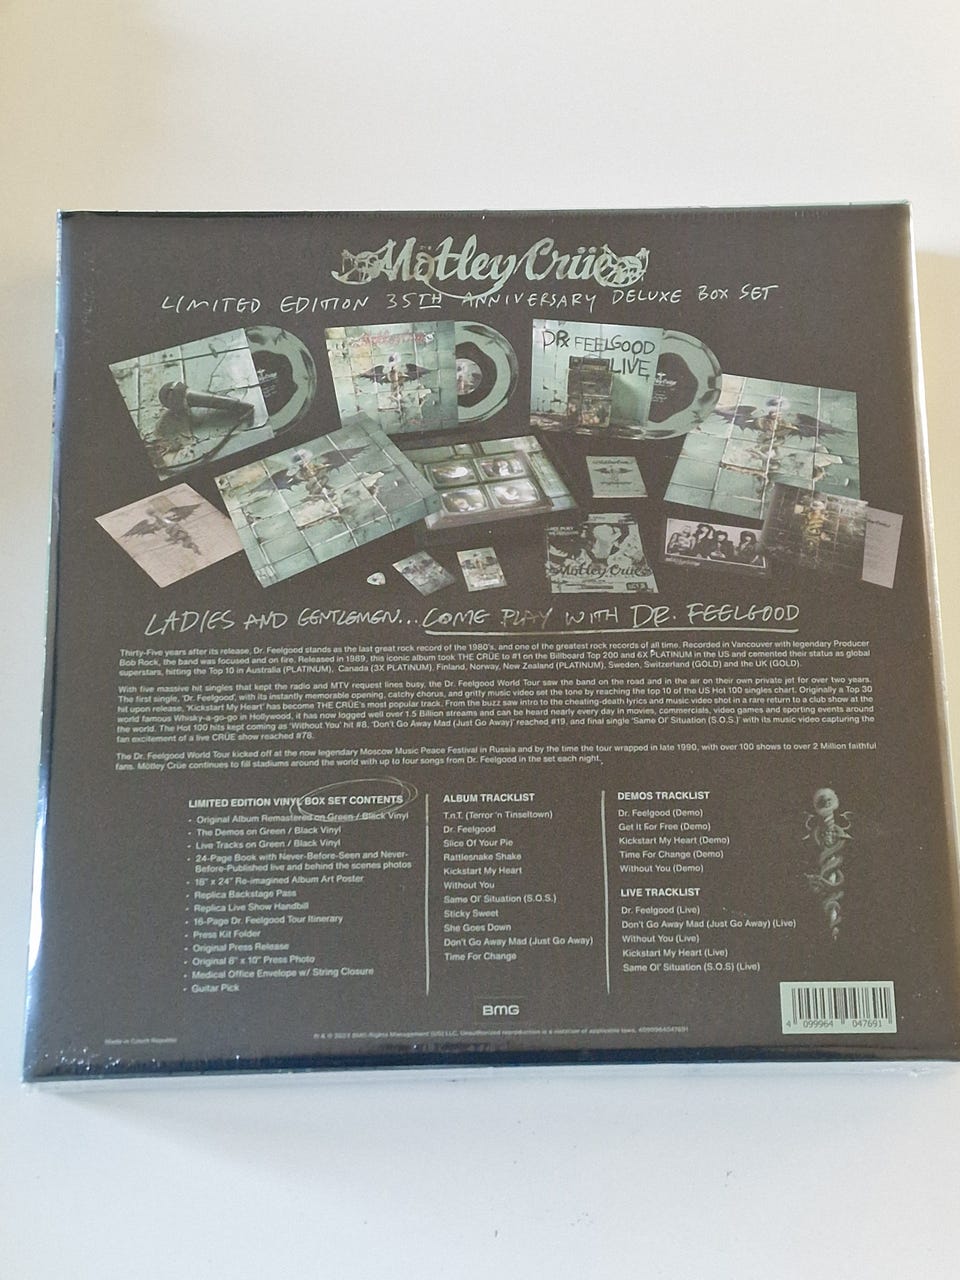 Mötley Crüe
LIMITED EDITION 35TH ANNIVERSARY DELUXE BOX SET
DR. FEELGOOD
LIVE
Mötley Crüe
LADIES AND GENTLEMEN... COME PLAY WITH DR. FEELGOOD
Thirty-Five years after its release, Dr. Feelgood stands as the last great rock record of the 1980's, and one of the greatest rock records of all time. Recorded in Vancouver with legendary Producer
Bob Rock, the band was focused and on fire. Released in 1989, this iconic album took THE CRÜE to #1 on the Billboard Top 200 and 6X PLATINUM in the US and cemented their status as global
superstars, hitting the Top 10 in Australia (PLATINUM), Canada (3X PLATINUM), Finland, Norway, New Zealand (PLATINUM), Sweden, Switzerland (GOLD) and the UK (GOLD).
With five massive hit singles that kept the radio and MTV request lines busy, the Dr. Feelgood World Tour saw the band on the road and in the air on their own private jet for over two years.
The first single, 'Dr. Feelgood', with its instantly memorable opening, catchy chorus, and gritty music video set the tone by reaching the top 10 of the US Hot 100 singles chart. Originally a Top 30
hit upon release, 'Kickstart My Heart' has become THE CRÜE's most popular track. From the buzz saw intro to the cheating-death lyrics and music video shot in a rare return to a club show at the
world famous Whisky-a-go-go in Hollywood, it has now logged well over 1.5 Billion streams and can be heard nearly every day in movies, commercials, video games and sporting events around
the world. The Hot 100 hits kept coming as 'Without You' hit #8, 'Don't Go Away Mad (Just Go Away)' reached #19, and final single 'Same Ol' Situation (S.O.S.)' with its music video capturing the
fan excitement of a live CRÜE show reached #78.
The Dr. Feelgood World Tour kicked off at the now legendary Moscow Music Peace Festival in Russia and by the time the tour wrapped in late 1990, with over 100 shows to over 2 Million faithful
fans. Mötley Crüe continues to fill stadiums around the world with up to four songs from Dr. Feelgood in the set each night.
LIMITED EDITION VINYL BOX SET CONTENTS
• Original Album Remastered on Green / Black Vinyl
• The Demos on Green / Black Vinyl
• Live Tracks on Green / Black Vinyl
• 24-Page Book with Never-Before-Seen and Never-
Before-Published live and behind the scenes photos
• 18" x 24" Re-imagined Album Art Poster
• Replica Backstage Pass
• Replica Live Show Handbill
• 16-Page Dr. Feelgood Tour Itinerary
• Press Kit Folder
• Original Press Release
• Original 8" x 10" Press Photo
• Medical Office Envelope w/ String Closure
• Guitar Pick
ALBUM TRACKLIST
T.n.T. (Terror 'n Tinseltown)
Dr. Feelgood
Slice Of Your Pie
Rattlesnake Shake
Kickstart My Heart
Without You
Same Ol' Situation (S.O.S.)
Sticky Sweet
She Goes Down
Don't Go Away Mad (Just Go Away)
Time For Change
DEMOS TRACKLIST
Dr. Feelgood (Demo)
Get It For Free (Demo)
Kickstart My Heart (Demo)
Time For Change (Demo)
Without You (Demo)
LIVE TRACKLIST
Dr. Feelgood (Live)
Don't Go Away Mad (Just Go Away) (Live)
Without You (Live)
Kickstart My Heart (Live)
Same Ol' Situation (S.O.S) (Live)
BMG
BMG Rights Management (US) LLC. Unauthorized reproduction is a violation of applicable laws. 4099964047691
Made in Czech Republic
4 099964 047691